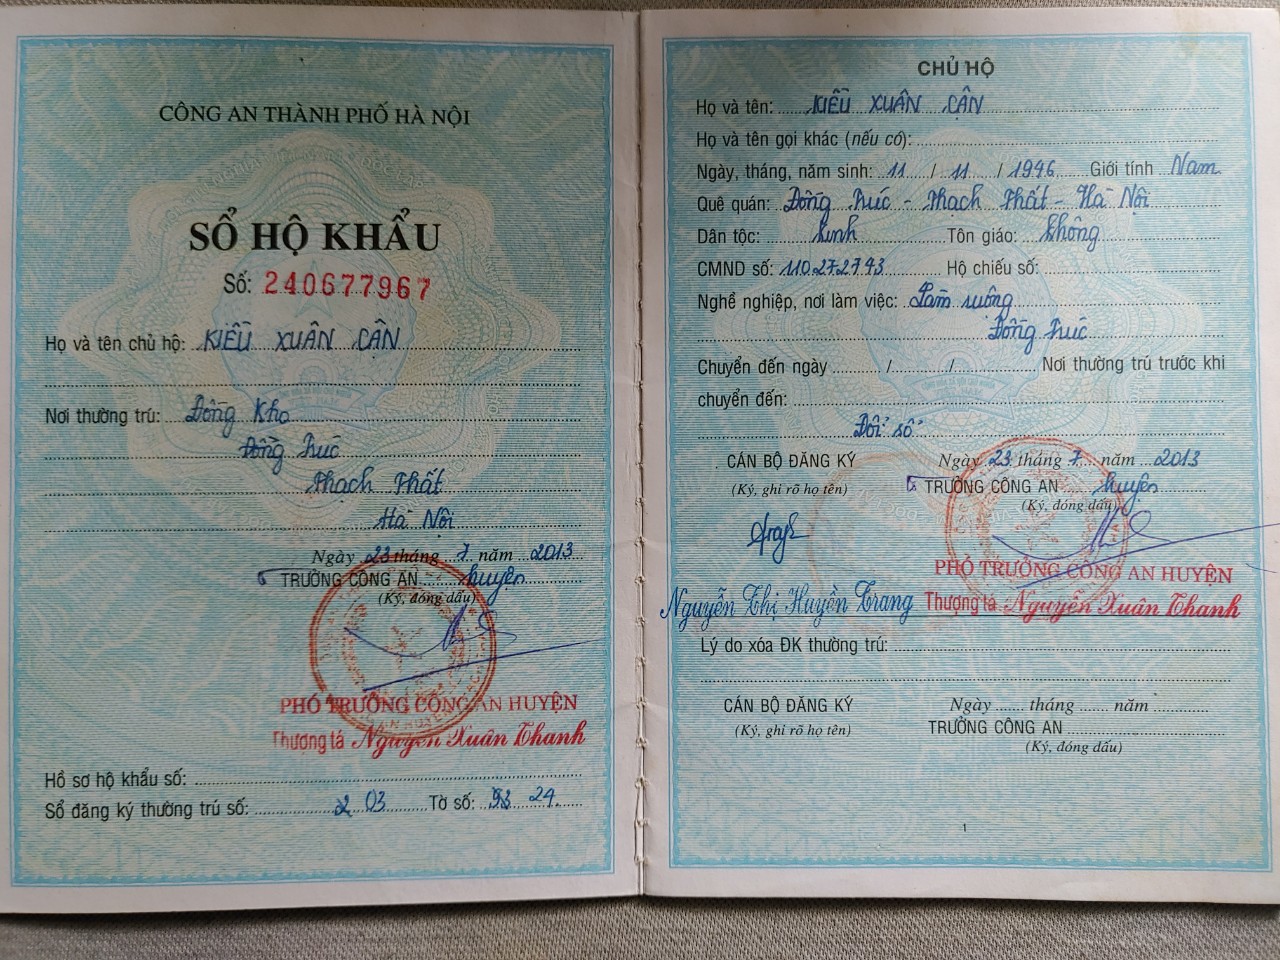 CÔNG AN THÀNH PHỐ HÀ NỘI
SỔ HỘ KHẨU
Số: 240677967
Họ và tên chủ hộ: KIỀU XUÂN CẬN
Nơi thường trú: Đồng Kho
Đồng Trúc
Thạch Thất
Hà Nội
Ngày 23 tháng 7 năm 2013
TRƯỞNG CÔNG AN huyện
(Ký, đóng dấu)
PHÓ TRƯỞNG CÔNG AN HUYỆN
Thượng tá Nguyễn Xuân Thanh
Hồ sơ hộ khẩu số:
Sổ đăng ký thường trú số: 2 03 Tờ số: 24
CHỦ HỘ
Họ và tên: KIỀU XUÂN CẬN
Họ và tên gọi khác (nếu có):
Ngày, tháng, năm sinh: 11 / 11 / 1946 Giới tính Nam
Quê quán: Đồng Trúc - Thạch Thất - Hà Nội
Dân tộc: kinh Tôn giáo: không
CMND số: 110272743 Hộ chiếu số:
Nghề nghiệp, nơi làm việc: Làm ruộng
Đồng Trúc
Chuyển đến ngày / / Nơi thường trú trước khi
chuyển đến:
Đổi sổ
CÁN BỘ ĐĂNG KÝ Ngày 23 tháng 7 năm 2013
(Ký, ghi rõ họ tên) TRƯỞNG CÔNG AN huyện
(Ký, đóng dấu)
PHÓ TRƯỞNG CÔNG AN HUYỆN
Nguyễn Thị Huyền Trang Thượng tá Nguyễn Xuân Thanh
Lý do xóa ĐK thường trú:
CÁN BỘ ĐĂNG KÝ Ngày tháng năm
(Ký, ghi rõ họ tên) TRƯỞNG CÔNG AN
(Ký, đóng dấu)
1